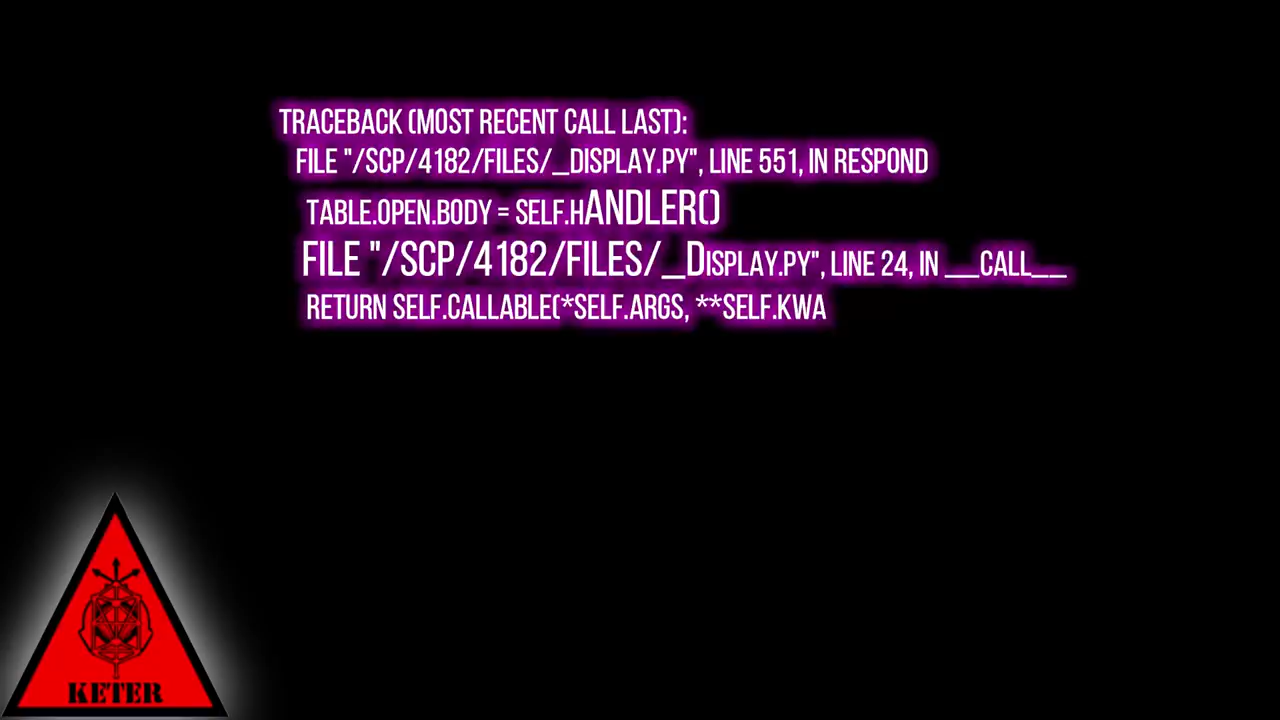 TRACEBACK (MOST RECENT CALL LAST):
FILE "/SCP/4182/FILES/_DISPLAY.PY", LINE 551, IN RESPOND
TABLE.OPEN.BODY = SELF.HANDLER()
FILE "/SCP/4182/FILES/_DISPLAY.PY", LINE 24, IN __CALL__
RETURN SELF.CALLABLE(*SELF.ARGS, **SELF.KWA
KETER